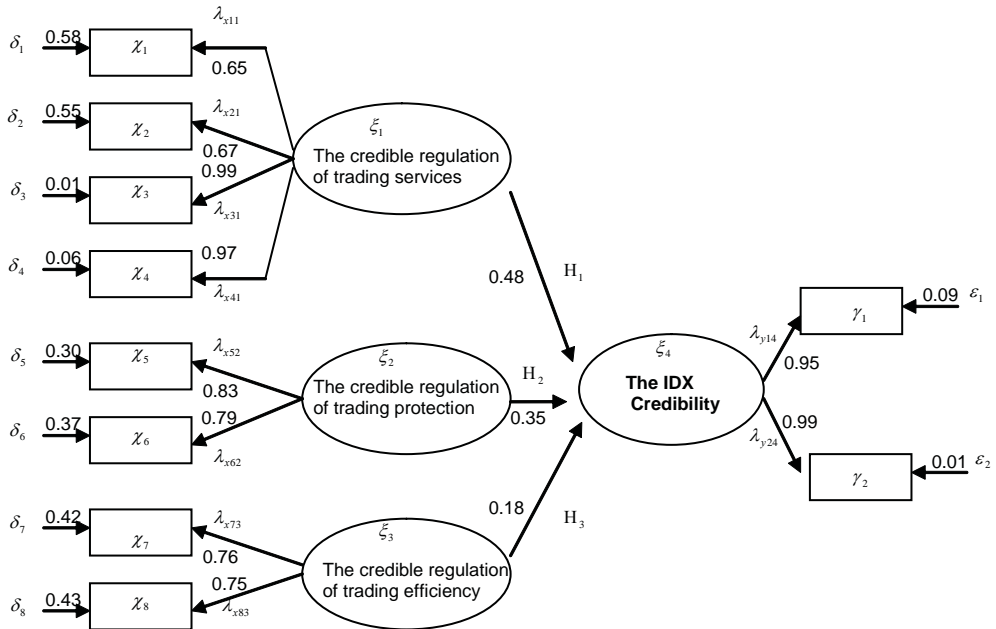 λx11
δ1 0.58 χ1
0.65
δ2 0.55 χ2 λx21
0.67
0.99
δ3 0.01 χ3
λx31
ξ1
The credible regulation
of trading services
0.97
δ4 0.06 χ4
λx41
0.48 H1
δ5 0.30 χ5 λx52
0.83
0.79
δ6 0.37 χ6
λx62
ξ2
The credible regulation
of trading protection
H2
0.35
ξ4
The IDX
Credibility
λy14
0.95
γ1 0.09 ε1
0.99
λy24
γ2 0.01 ε2
δ7 0.42 χ7 λx73
0.76
0.75
δ8 0.43 χ8 λx83
ξ3
The credible regulation
of trading efficiency
0.18 H3